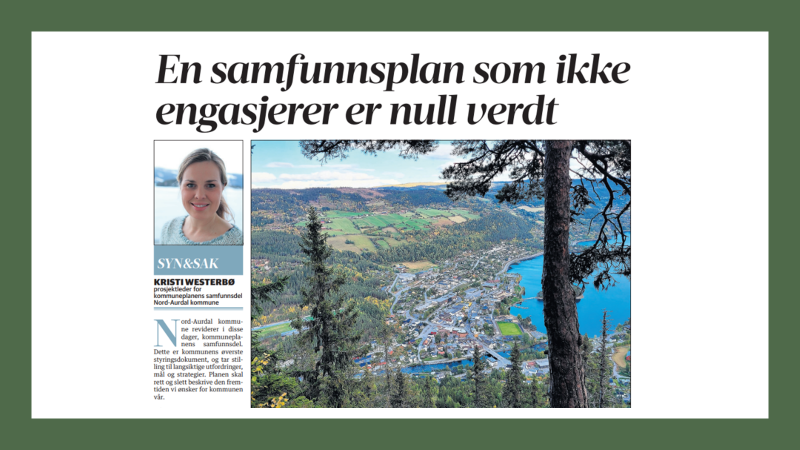 En samfunnsplan som ikke
engasjerer er null verdt
SYN&SAK
KRISTI WESTERBØ
prosjektleder for
kommuneplanens samfunnsdel
Nord-Aurdal kommune
Nord-Aurdal kommu-
ne reviderer i disse
dager, kommunepla-
nens samfunnsdel.
Dette er kommunens øverste
styringsdokument, og tar stil-
ling til langsiktige utfordringer,
mål og strategier. Planen skal
rett og slett beskrive den frem-
tiden vi ønsker for kommunen
vår.